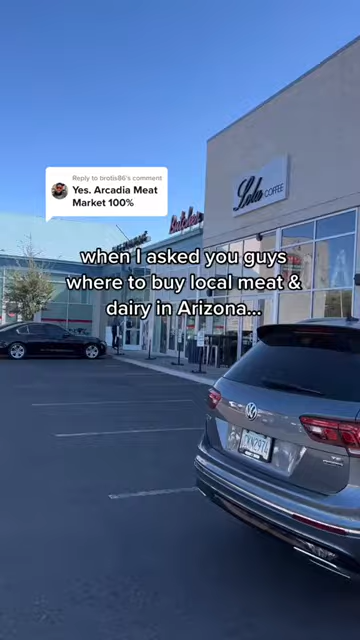 Reply to brotis86's comment
Yes. Arcadia Meat
Market 100%
Lola COFFEE
Butcher
when I asked you guys
where to buy local meat &
dairy in Arizona...